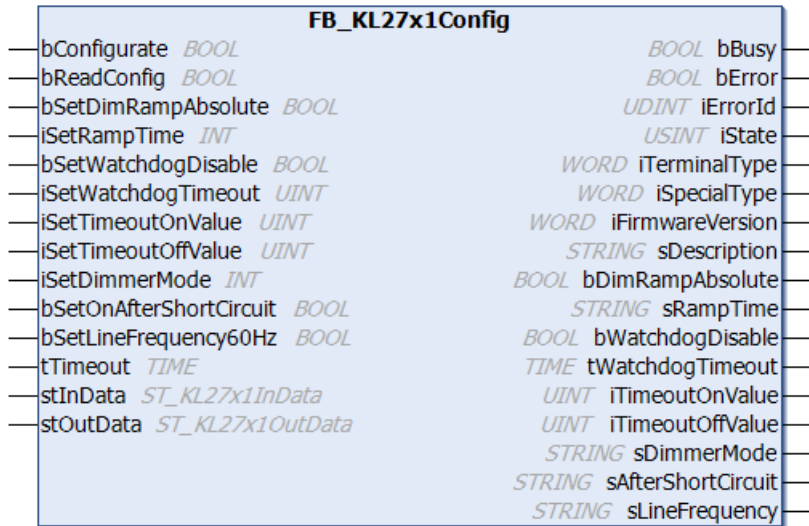 FB_KL27x1Config
bConfigurate BOOL BOOL bBusy
bReadConfig BOOL BOOL bError
bSetDimRampAbsolute BOOL UDINT iErrorId
iSetRampTime INT USINT iState
bSetWatchdogDisable BOOL WORD iTerminalType
iSetWatchdogTimeout UINT WORD iSpecialType
iSetTimeoutOnValue UINT WORD iFirmwareVersion
iSetTimeoutOffValue UINT STRING sDescription
iSetDimmerMode INT BOOL bDimRampAbsolute
bSetOnAfterShortCircuit BOOL STRING sRampTime
bSetLineFrequency60Hz BOOL BOOL bWatchdogDisable
tTimeout TIME TIME tWatchdogTimeout
stInData ST_KL27x1InData UINT iTimeoutOnValue
stOutData ST_KL27x1OutData UINT iTimeoutOffValue
STRING sDimmerMode
STRING sAfterShortCircuit
STRING sLineFrequency